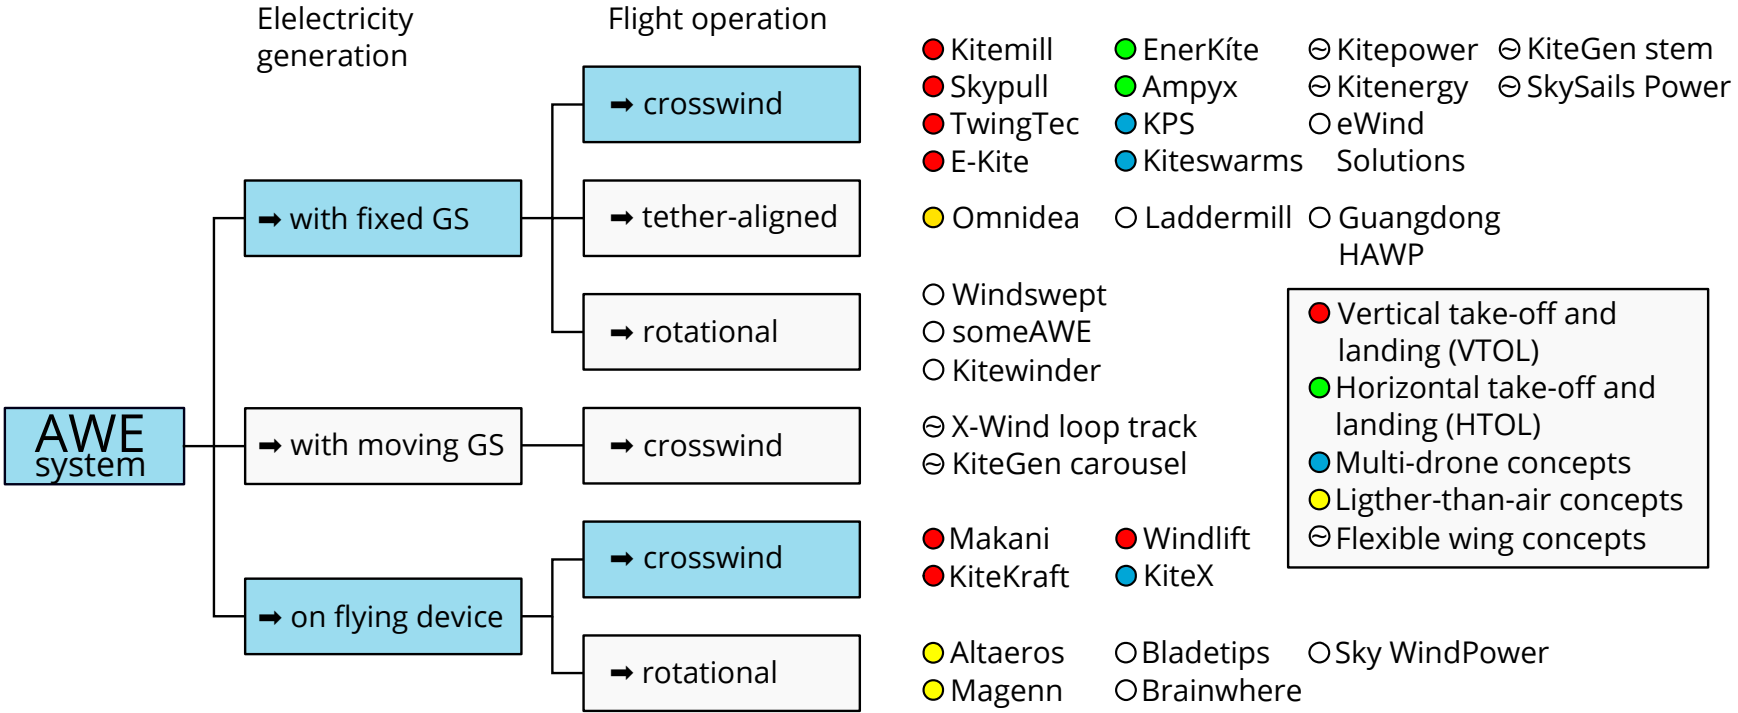 Elelectricity
generation
Flight operation
➡ crosswind
➡ with fixed GS
➡ tether-aligned
➡ rotational
AWE
system
➡ with moving GS
➡ crosswind
➡ on flying device
➡ crosswind
➡ rotational
Kitemill
Skypull
TwingTec
E-Kite
EnerKíte
Ampyx
KPS
Kiteswarms
Kitepower
Kitenergy
eWind
Solutions
KiteGen stem
SkySails Power
Omnidea
Laddermill
Guangdong
HAWP
Windswept
someAWE
Kitewinder
X-Wind loop track
KiteGen carousel
Makani
KiteKraft
Windlift
KiteX
Altaeros
Magenn
Bladetips
Brainwhere
Sky WindPower
Vertical take-off and
landing (VTOL)
Horizontal take-off and
landing (HTOL)
Multi-drone concepts
Ligther-than-air concepts
Flexible wing concepts